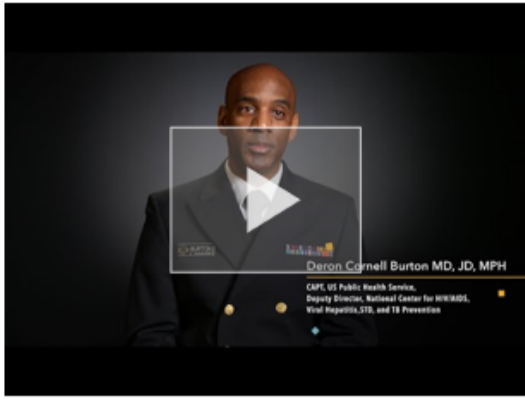 BURTON
Deron Cornell Burton MD, JD, MPH
CAPT, US Public Health Service,
Deputy Director, National Center for HIV/AIDS,
Viral Hepatitis,STD, and TB Prevention